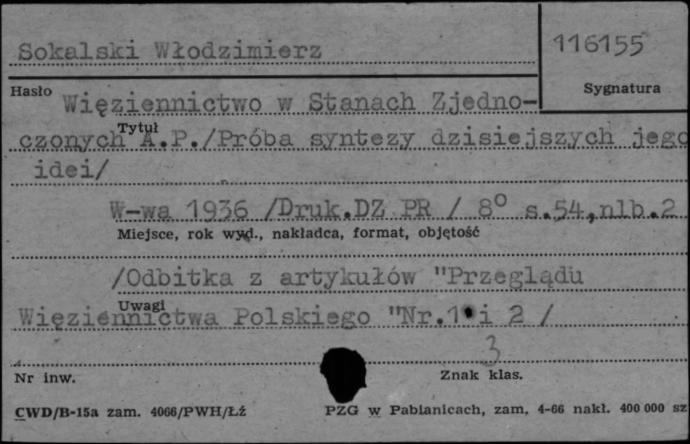 Sokalski Włodzimierz
116155
Hasło
Sygnatura
Więziennictwo w Stanach Zjedno-
Tytuł
czonych A.P./Próba syntezy dzisiejszych jego
idei/
W-wa 1936 /Druk.DZ PR / 8° s.54,nlb.2
Miejsce, rok wyd., nakładca, format, objętość
/Odbitka z artykułów "Przeglądu
Uwagi
Więziennictwa Polskiego "Nr.1 i 2 /
3
Nr inw.
Znak klas.
CWD/B-15a zam. 4066/PWH/Łź
PZG w Pabianicach, zam. 4-66 nakł. 400 000 sz